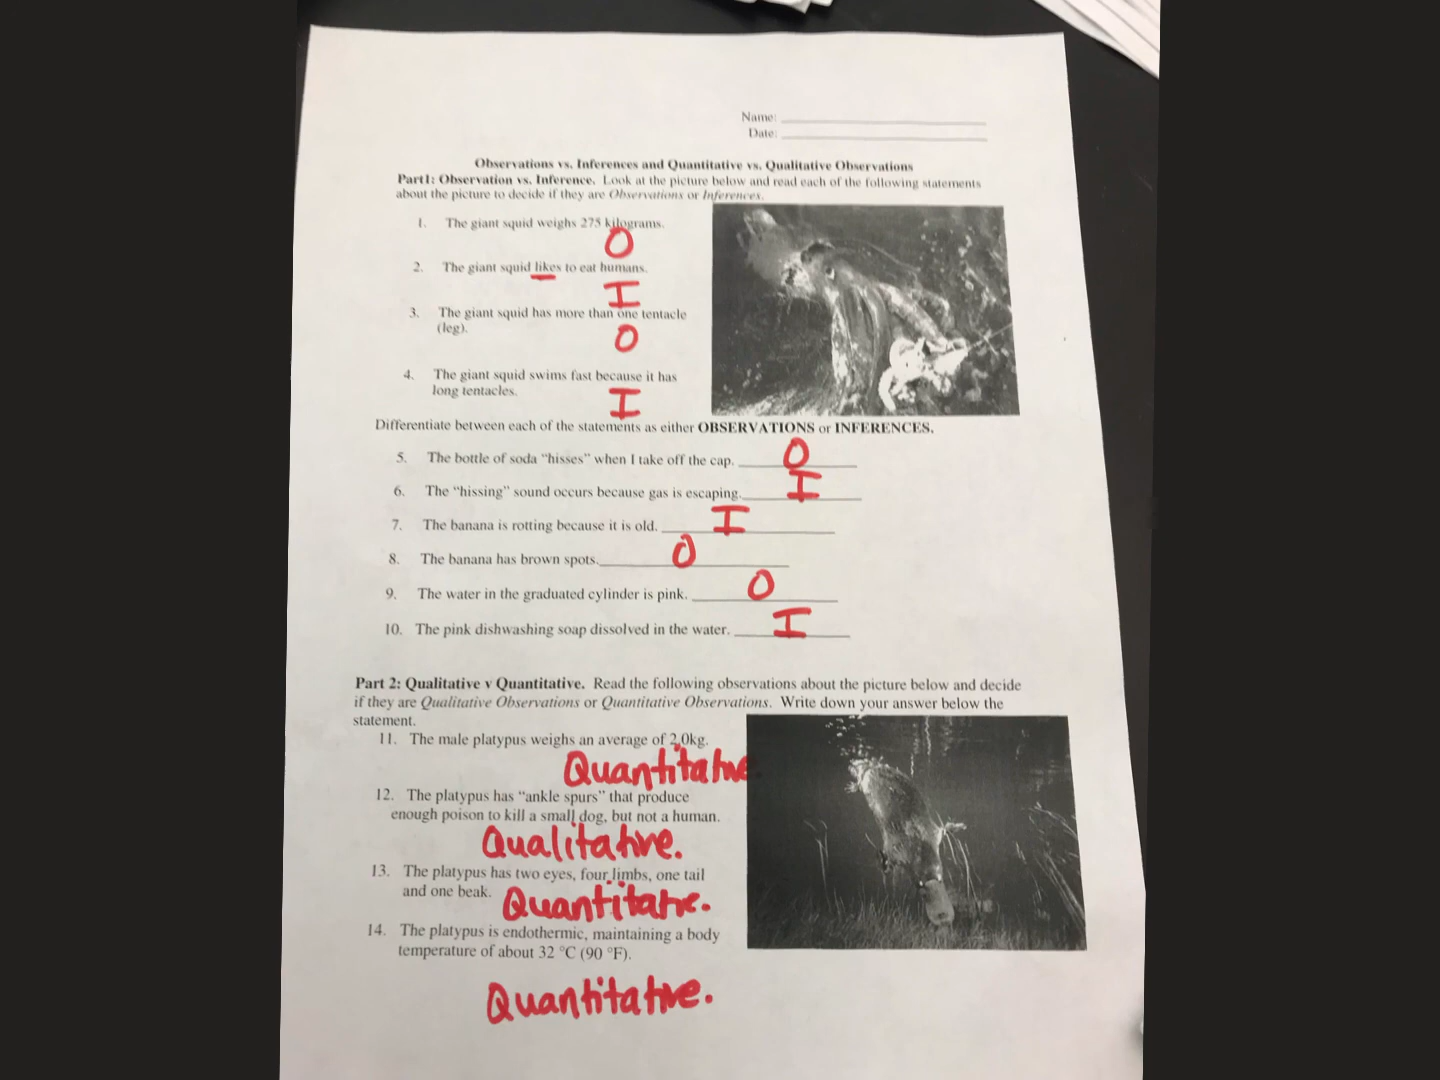 Name:
Date:
Observations vs. Inferences and Quantitative vs. Qualitative Observations
Part1: Observation vs. Inference. Look at the picture below and read each of the following statements
about the picture to decide if they are Observations or Inferences.
1. The giant squid weighs 275 kilograms.
O
2. The giant squid likes to eat humans.
I
3. The giant squid has more than one tentacle
(leg).
O
4. The giant squid swims fast because it has
long tentacles.
I
Differentiate between each of the statements as either OBSERVATIONS or INFERENCES.
5. The bottle of soda “hisses” when I take off the cap. O
6. The “hissing” sound occurs because gas is escaping. I
7. The banana is rotting because it is old. I
8. The banana has brown spots. O
9. The water in the graduated cylinder is pink. O
10. The pink dishwashing soap dissolved in the water. I
Part 2: Qualitative v Quantitative. Read the following observations about the picture below and decide
if they are Qualitative Observations or Quantitative Observations. Write down your answer below the
statement.
11. The male platypus weighs an average of 2.0kg.
Quantitative
12. The platypus has “ankle spurs” that produce
enough poison to kill a small dog, but not a human.
Qualitative.
13. The platypus has two eyes, four limbs, one tail
and one beak.
Quantitative.
14. The platypus is endothermic, maintaining a body
temperature of about 32 °C (90 °F).
Quantitative.